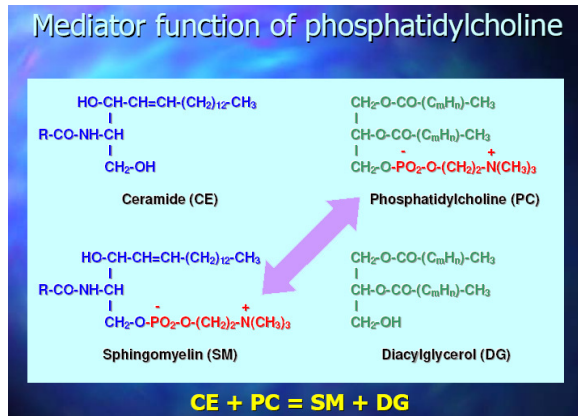 Mediator function of phosphatidylcholine
HO-CH-CH=CH-(CH₂)₁₂-CH₃
R-CO-NH-CH
CH₂-OH
Ceramide (CE)
CH₂-O-CO-(CₘHₙ)-CH₃
CH-O-CO-(CₘHₙ)-CH₃
- +
CH₂-O-PO₂-O-(CH₂)₂-N(CH₃)₃
Phosphatidylcholine (PC)
HO-CH-CH=CH-(CH₂)₁₂-CH₃
R-CO-NH-CH
- +
CH₂-O-PO₂-O-(CH₂)₂-N(CH₃)₃
Sphingomyelin (SM)
CH₂-O-CO-(CₘHₙ)-CH₃
CH-O-CO-(CₘHₙ)-CH₃
CH₂-OH
Diacylglycerol (DG)
CE + PC = SM + DG